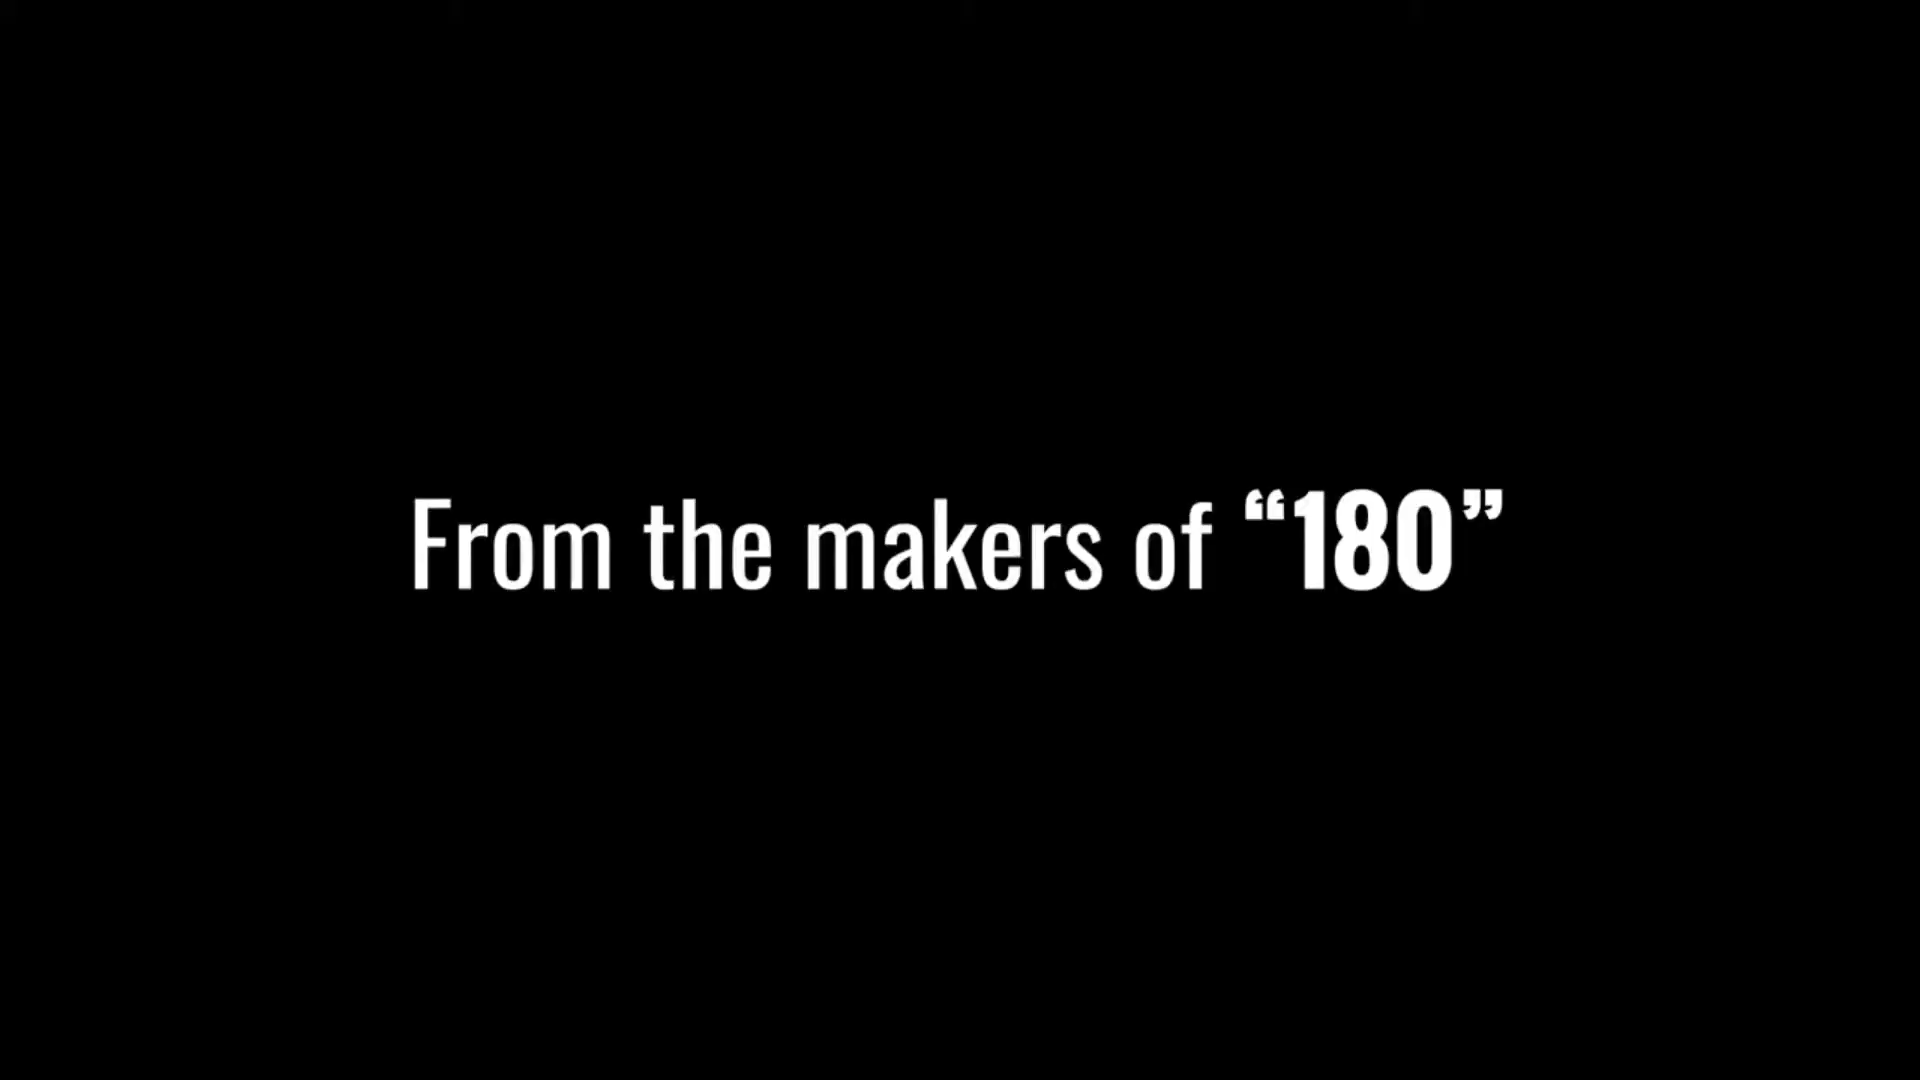 From the makers of “180”